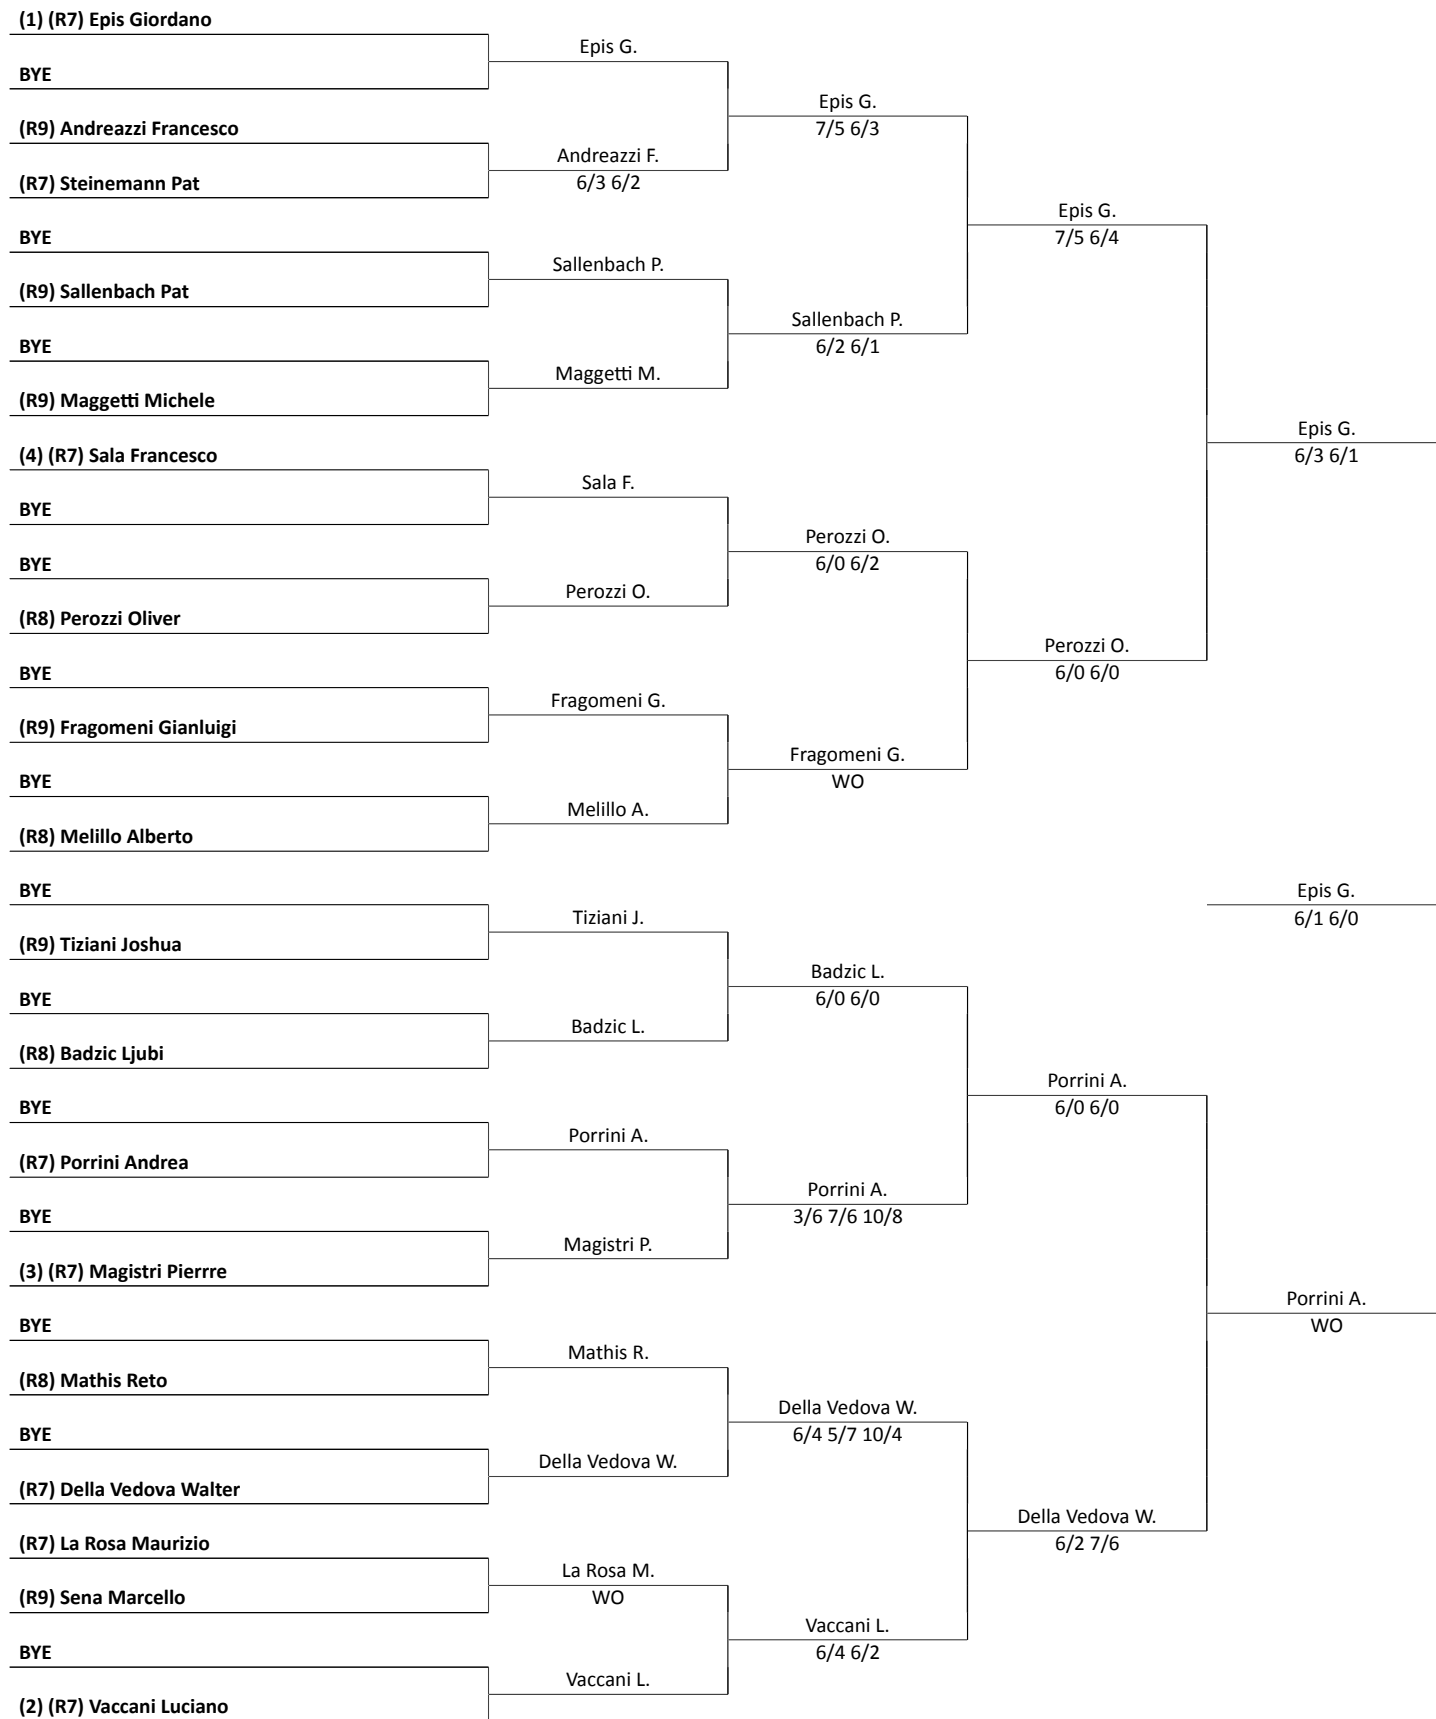 (1) (R7) Epis Giordano
Epis G.
BYE
Epis G.
7/5 6/3
(R9) Andreazzi Francesco
Andreazzi F.
6/3 6/2
(R7) Steinemann Pat
Epis G.
7/5 6/4
BYE
Sallenbach P.
(R9) Sallenbach Pat
Sallenbach P.
6/2 6/1
BYE
Maggetti M.
(R9) Maggetti Michele
Epis G.
6/3 6/1
(4) (R7) Sala Francesco
Sala F.
BYE
Perozzi O.
6/0 6/2
BYE
Perozzi O.
(R8) Perozzi Oliver
Perozzi O.
6/0 6/0
BYE
Fragomeni G.
(R9) Fragomeni Gianluigi
Fragomeni G.
WO
BYE
Melillo A.
(R8) Melillo Alberto
BYE
Epis G.
6/1 6/0
Tiziani J.
(R9) Tiziani Joshua
Badzic L.
6/0 6/0
BYE
Badzic L.
(R8) Badzic Ljubi
Porrini A.
6/0 6/0
BYE
Porrini A.
(R7) Porrini Andrea
Porrini A.
3/6 7/6 10/8
BYE
Magistri P.
(3) (R7) Magistri Pierrre
Porrini A.
WO
BYE
Mathis R.
(R8) Mathis Reto
Della Vedova W.
6/4 5/7 10/4
BYE
Della Vedova W.
(R7) Della Vedova Walter
Della Vedova W.
6/2 7/6
(R7) La Rosa Maurizio
La Rosa M.
WO
(R9) Sena Marcello
Vaccani L.
6/4 6/2
BYE
Vaccani L.
(2) (R7) Vaccani Luciano